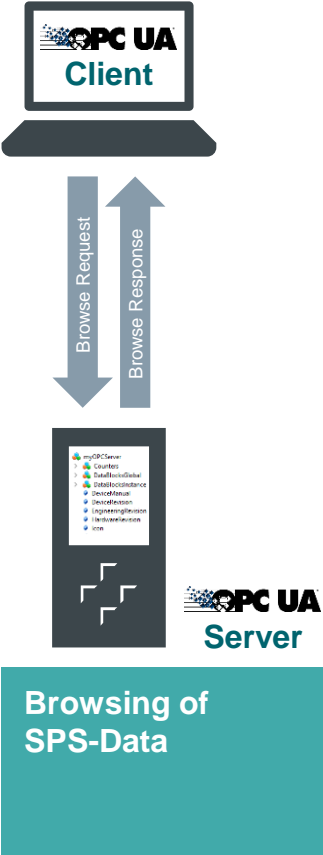 OPC UA
Client
Browse Request
Browse Response
myOPCServer
Counters
DataBlocksGlobal
DataBlocksInstance
DeviceManual
DeviceRevision
EngineeringRevision
HardwareRevision
Icon
OPC UA
Server
Browsing of
SPS-Data